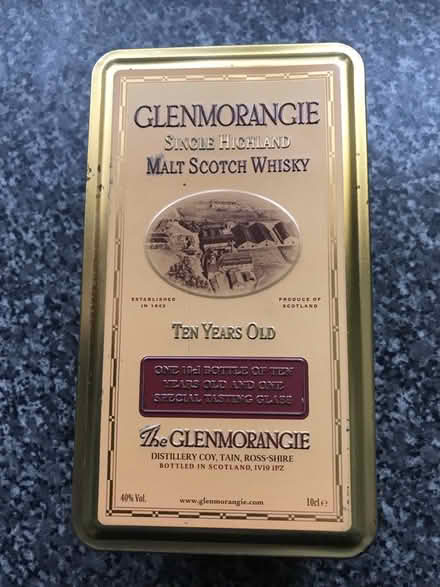 GLENMORANGIE
SINGLE HIGHLAND
MALT SCOTCH WHISKY
ESTABLISHED
IN 1843
PRODUCE OF
SCOTLAND
TEN YEARS OLD
ONE 10cl BOTTLE OF TEN
YEARS OLD AND ONE
SPECIAL TASTING GLASS
The GLENMORANGIE
DISTILLERY COY, TAIN, ROSS-SHIRE
BOTTLED IN SCOTLAND, IV19 1PZ
40% Vol.
www.glenmorangie.com
10cl e